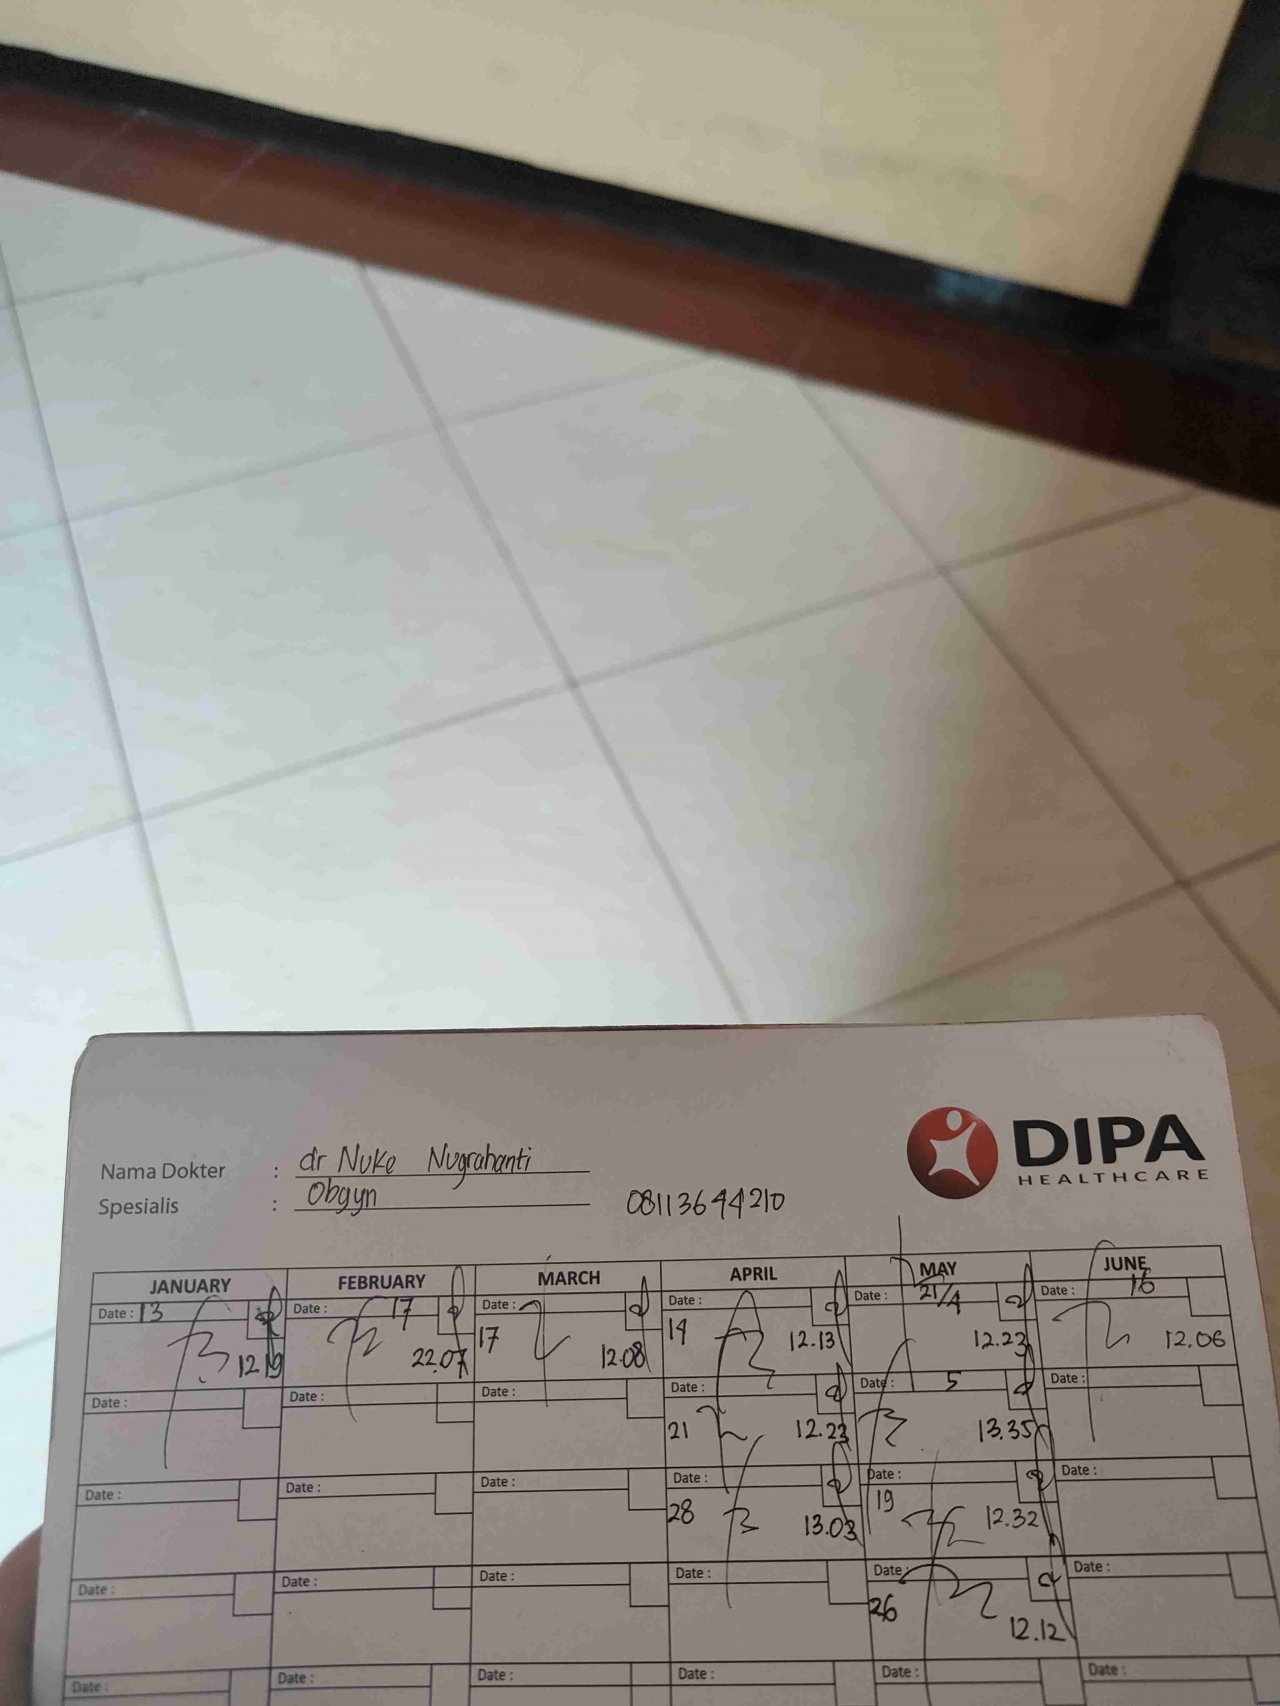 DIPA
HEALTHCARE
Nama Dokter : dr Nuke Nugrahanti
Spesialis : Obgyn 08113644210
JANUARY FEBRUARY MARCH APRIL MAY JUNE
Date : 13 Date : 17 Date : Date : Date : 21/4 Date : 16
17 14
12.19 22.07 12.08 12.13 12.23 12.06
Date : Date : Date : Date : Date : 5 Date :
21 12.23 13.35
Date : Date : Date : Date : Date : Date :
28 13.03 19 12.32
Date : Date : Date : Date : Date : Date :
26 12.12
Date : Date : Date : Date : Date : Date :